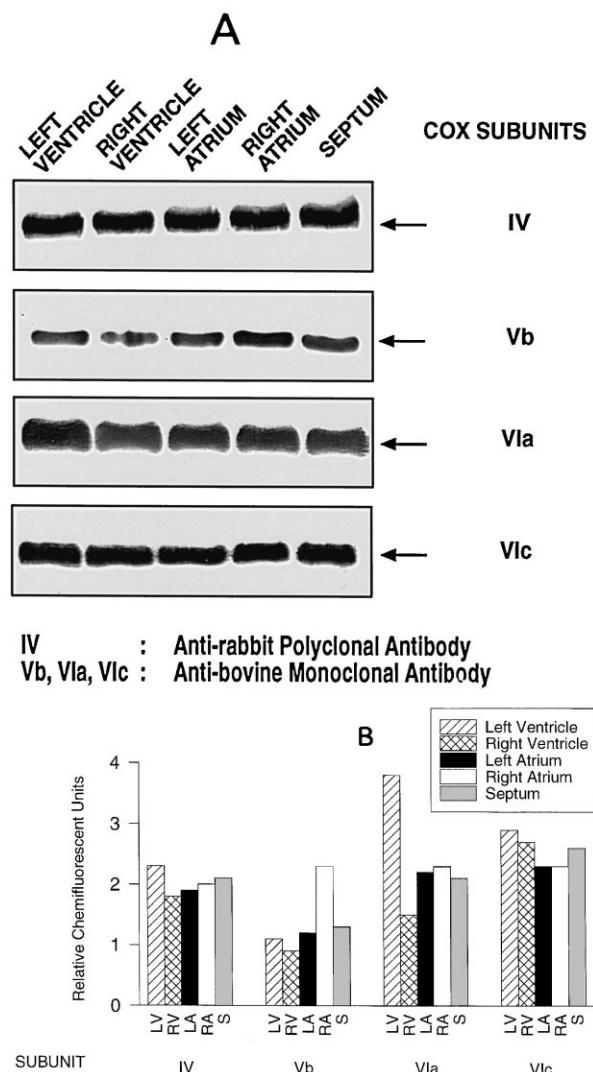 A
LEFT VENTRICLE
RIGHT VENTRICLE
LEFT ATRIUM
RIGHT ATRIUM
SEPTUM
COX SUBUNITS
IV
Vb
VIa
VIc
IV : Anti-rabbit Polyclonal Antibody
Vb, VIa, VIc : Anti-bovine Monoclonal Antibody
B
Left Ventricle
Right Ventricle
Left Atrium
Right Atrium
Septum
Relative Chemifluorescent Units
4
3
2
1
0
LV RV LA RA S LV RV LA RA S LV RV LA RA S LV RV LA RA S
SUBUNIT IV Vb VIa VIc